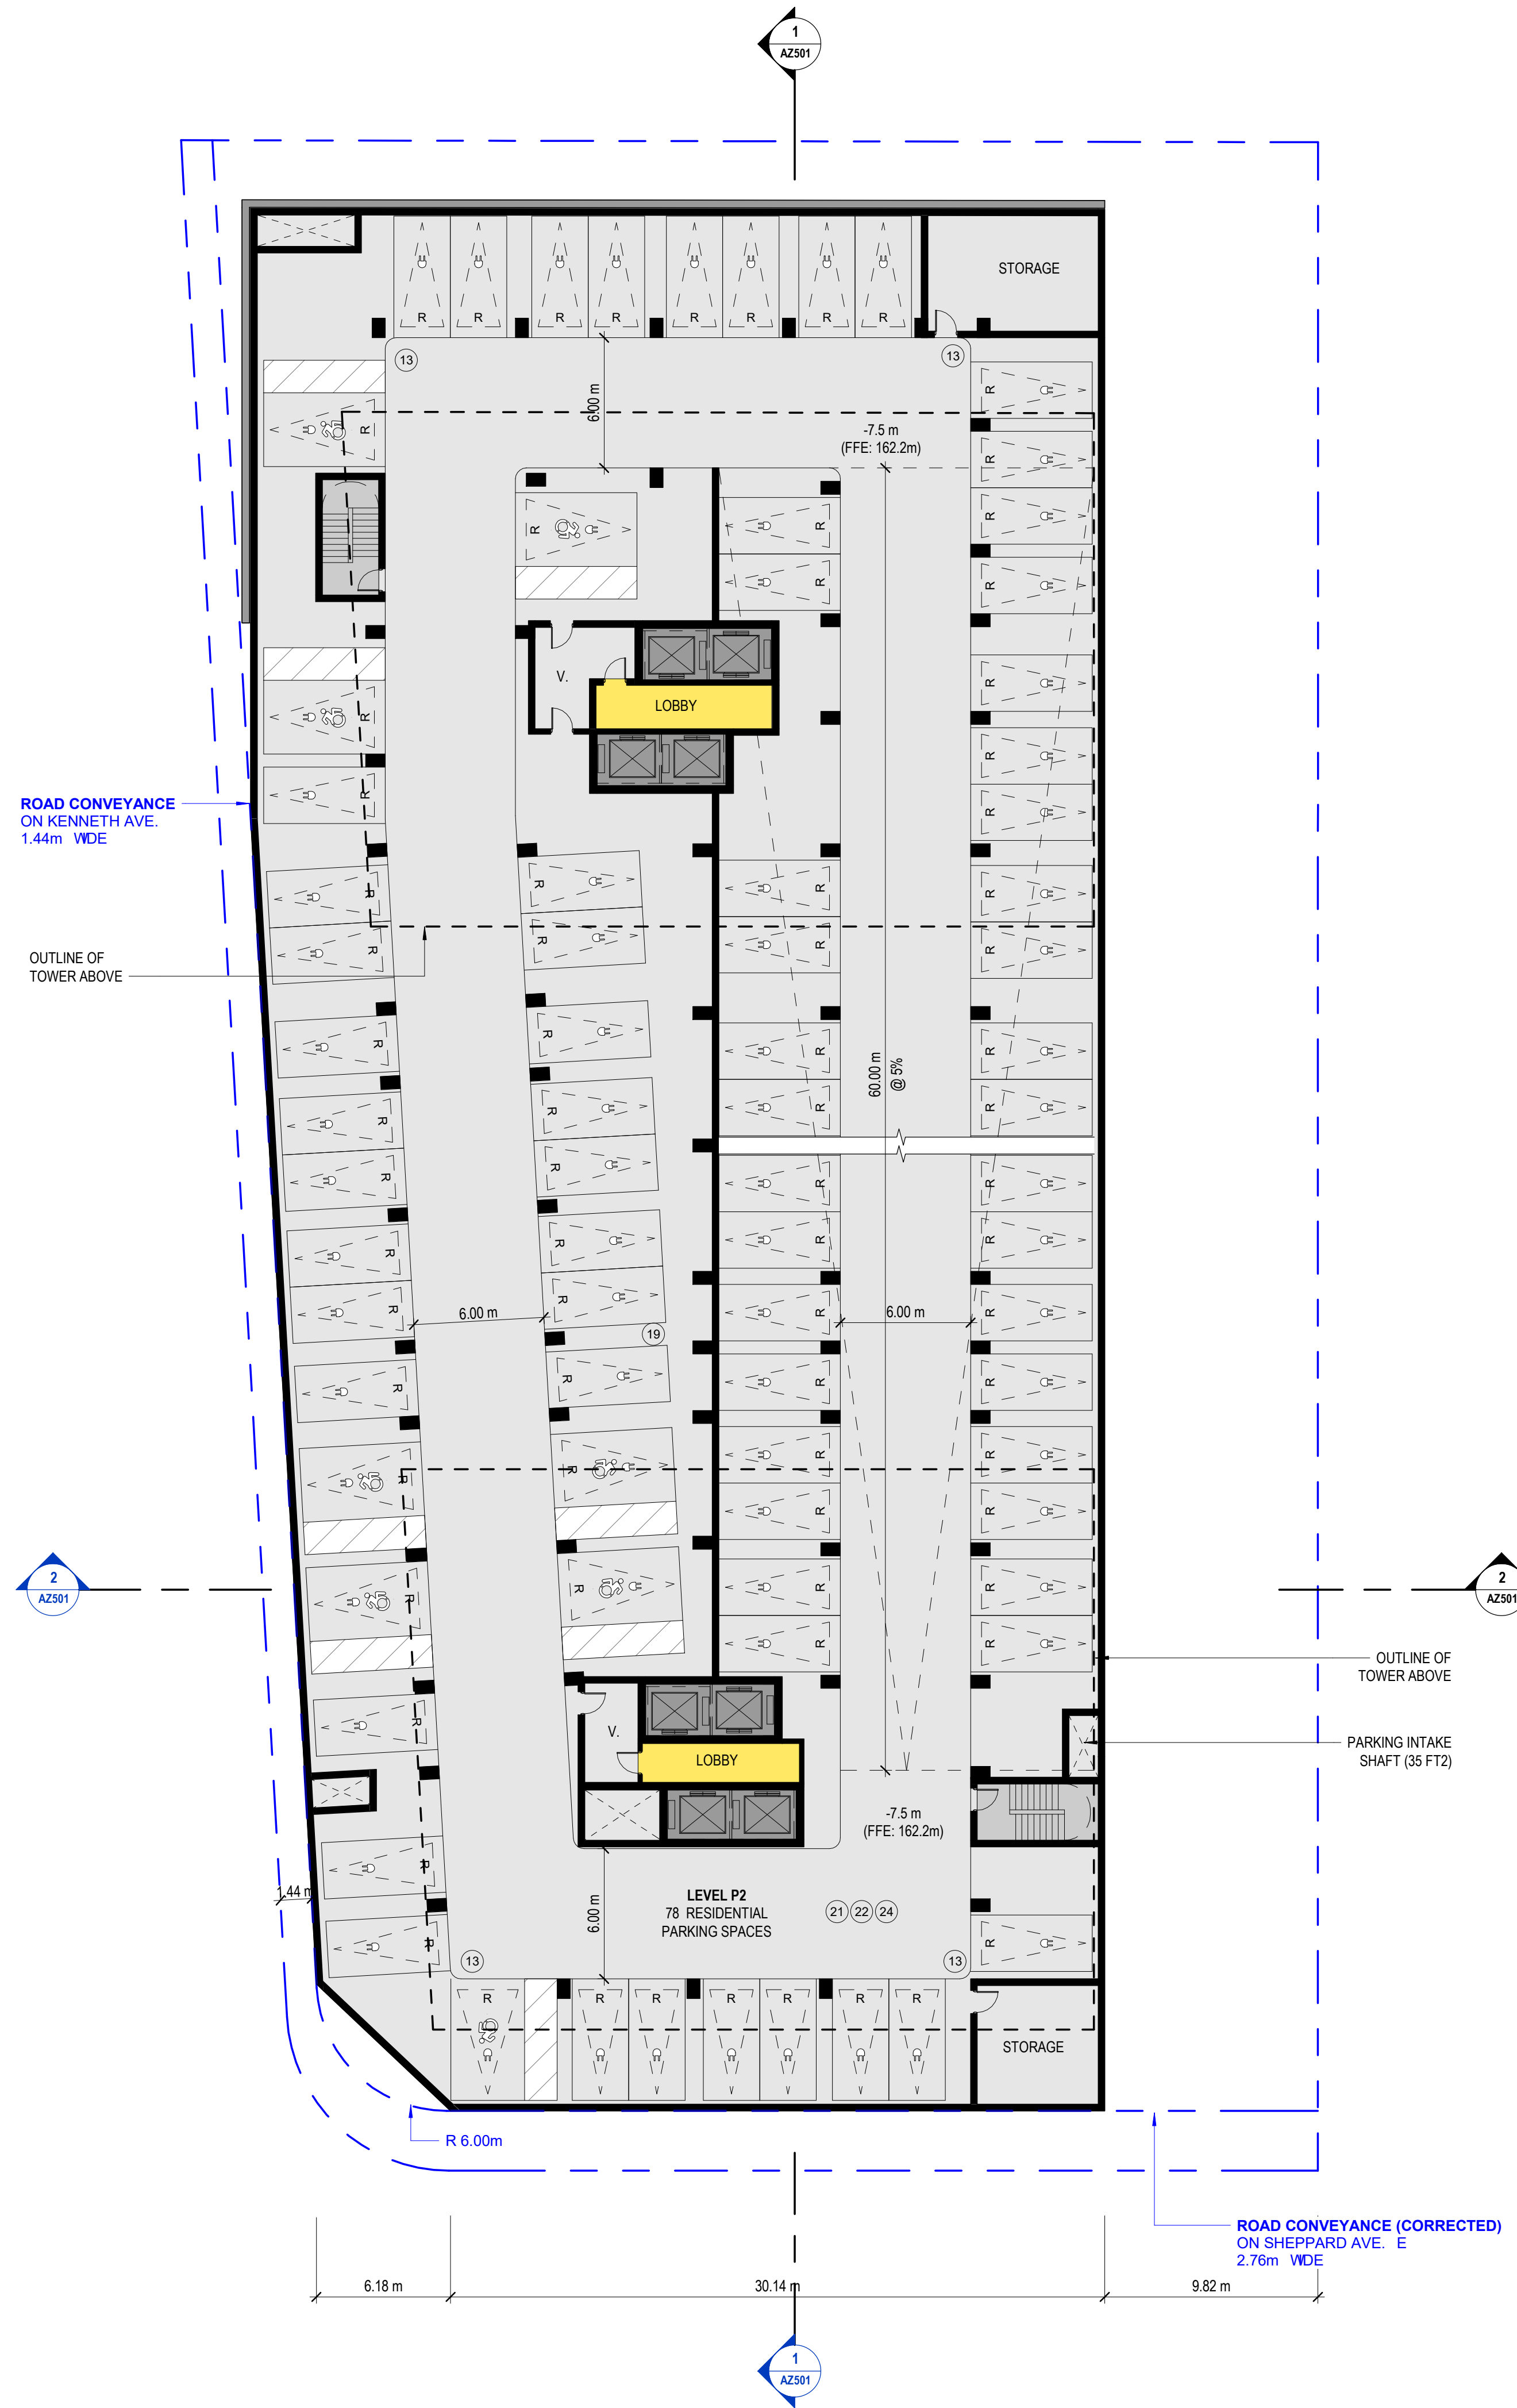 1
AZ501
STORAGE
R R R R R R R R
13
13
R
6.00 m
-7.5 m
(FFE: 162.2m)
R
R
R
R
R
R
R
R
V.
LOBBY
R
R
R
R
R
ROAD CONVEYANCE
ON KENNETH AVE.
1.44m WIDE
R
R
R
R
R
R
R
R
R
OUTLINE OF
TOWER ABOVE
R
R
R
R
60.00 m
@ 5%
R
R
R
R
R
R
R
R
R
R
R
R
R
R
6.00 m
6.00 m
R
R
R
R
19
R
R
R
R
R
R
R
R
R
R
2
AZ501
R
R
R
R
2
AZ501
R
R
OUTLINE OF
TOWER ABOVE
R
V.
LOBBY
PARKING INTAKE
SHAFT (35 FT2)
-7.5 m
(FFE: 162.2m)
R
1.44 m
6.00 m
LEVEL P2
78 RESIDENTIAL
PARKING SPACES
21 22 24
R
R
13
13
R R R R R R R
STORAGE
R 6.00m
ROAD CONVEYANCE (CORRECTED)
ON SHEPPARD AVE. E
2.76m WIDE
6.18 m
30.14 m
9.82 m
1
AZ501